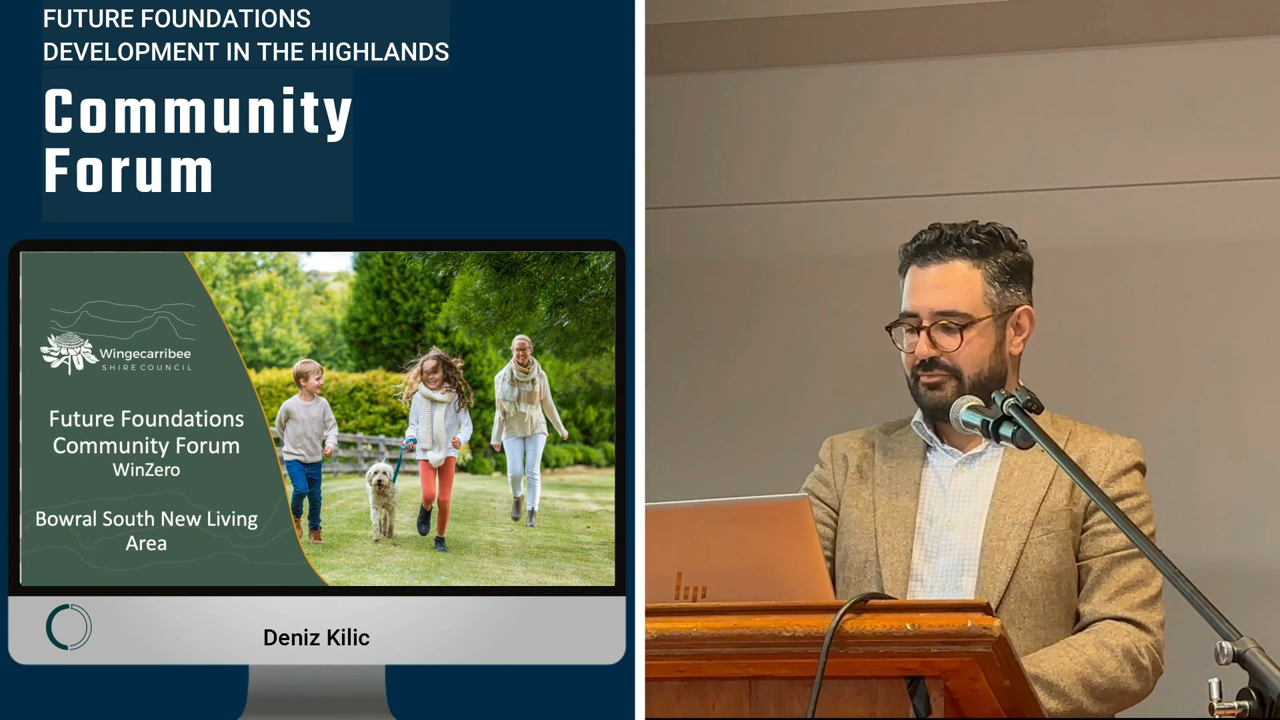 FUTURE FOUNDATIONS
DEVELOPMENT IN THE HIGHLANDS
Community
Forum
Wingecarribee
SHIRE COUNCIL
Future Foundations
Community Forum
WinZero
Bowral South New Living
Area
Deniz Kilic
hp